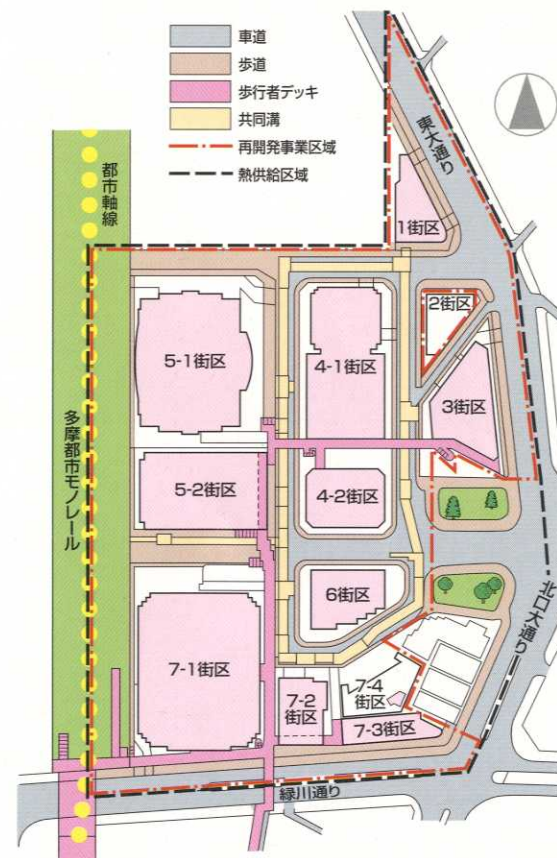 車道
歩道
歩行者デッキ
共同溝
再開発事業区域
熱供給区域
都市軸線
東大通り
1街区
2街区
5-1街区
4-1街区
3街区
多摩都市モノレール
5-2街区
4-2街区
6街区
北口大通り
7-1街区
7-2
街区
7-4
街区
7-3街区
緑川通り